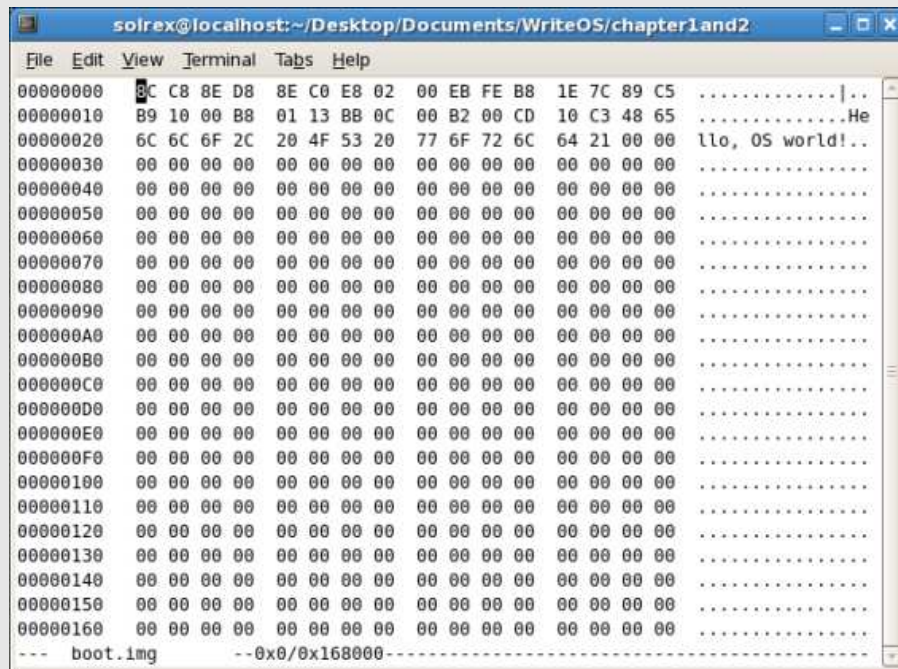 solrex@localhost:~/Desktop/Documents/WriteOS/chapter1and2
File Edit View Terminal Tabs Help
00000000 8C C8 8E D8 8E C0 E8 02 00 EB FE B8 1E 7C 89 C5 .............|..
00000010 B9 10 00 B8 01 13 BB 0C 00 B2 00 CD 10 C3 48 65 ..............He
00000020 6C 6C 6F 2C 20 4F 53 20 77 6F 72 6C 64 21 00 00 llo, OS world!..
00000030 00 00 00 00 00 00 00 00 00 00 00 00 00 00 00 00 ................
00000040 00 00 00 00 00 00 00 00 00 00 00 00 00 00 00 00 ................
00000050 00 00 00 00 00 00 00 00 00 00 00 00 00 00 00 00 ................
00000060 00 00 00 00 00 00 00 00 00 00 00 00 00 00 00 00 ................
00000070 00 00 00 00 00 00 00 00 00 00 00 00 00 00 00 00 ................
00000080 00 00 00 00 00 00 00 00 00 00 00 00 00 00 00 00 ................
00000090 00 00 00 00 00 00 00 00 00 00 00 00 00 00 00 00 ................
000000A0 00 00 00 00 00 00 00 00 00 00 00 00 00 00 00 00 ................
000000B0 00 00 00 00 00 00 00 00 00 00 00 00 00 00 00 00 ................
000000C0 00 00 00 00 00 00 00 00 00 00 00 00 00 00 00 00 ................
000000D0 00 00 00 00 00 00 00 00 00 00 00 00 00 00 00 00 ................
000000E0 00 00 00 00 00 00 00 00 00 00 00 00 00 00 00 00 ................
000000F0 00 00 00 00 00 00 00 00 00 00 00 00 00 00 00 00 ................
00000100 00 00 00 00 00 00 00 00 00 00 00 00 00 00 00 00 ................
00000110 00 00 00 00 00 00 00 00 00 00 00 00 00 00 00 00 ................
00000120 00 00 00 00 00 00 00 00 00 00 00 00 00 00 00 00 ................
00000130 00 00 00 00 00 00 00 00 00 00 00 00 00 00 00 00 ................
00000140 00 00 00 00 00 00 00 00 00 00 00 00 00 00 00 00 ................
00000150 00 00 00 00 00 00 00 00 00 00 00 00 00 00 00 00 ................
00000160 00 00 00 00 00 00 00 00 00 00 00 00 00 00 00 00 ................
--- boot.img --0x0/0x168000---------------------------------------------